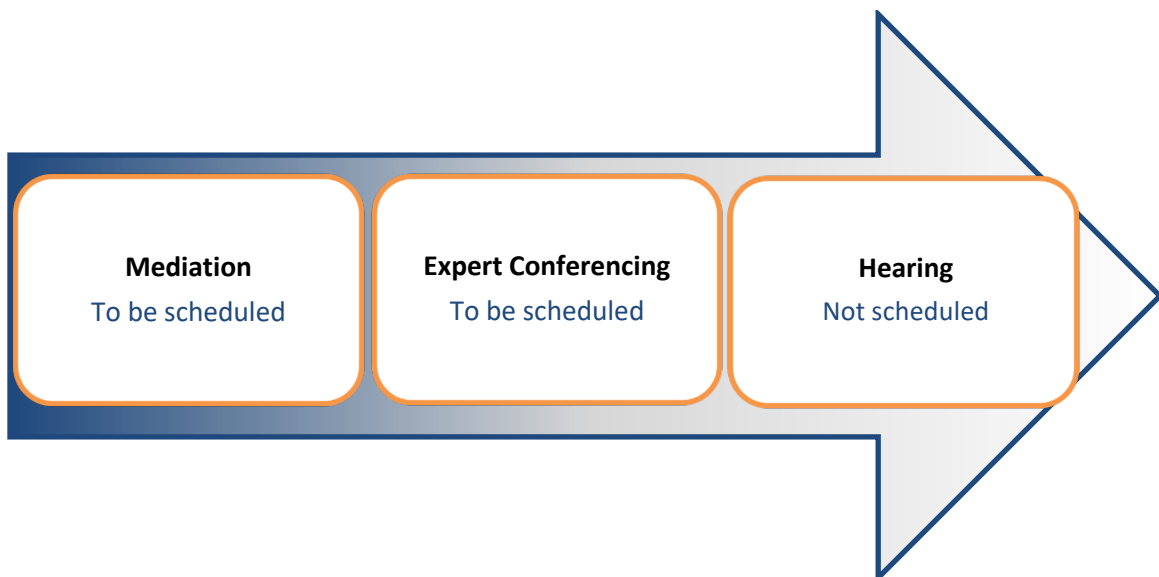 Mediation
To be scheduled
Expert Conferencing
To be scheduled
Hearing
Not scheduled